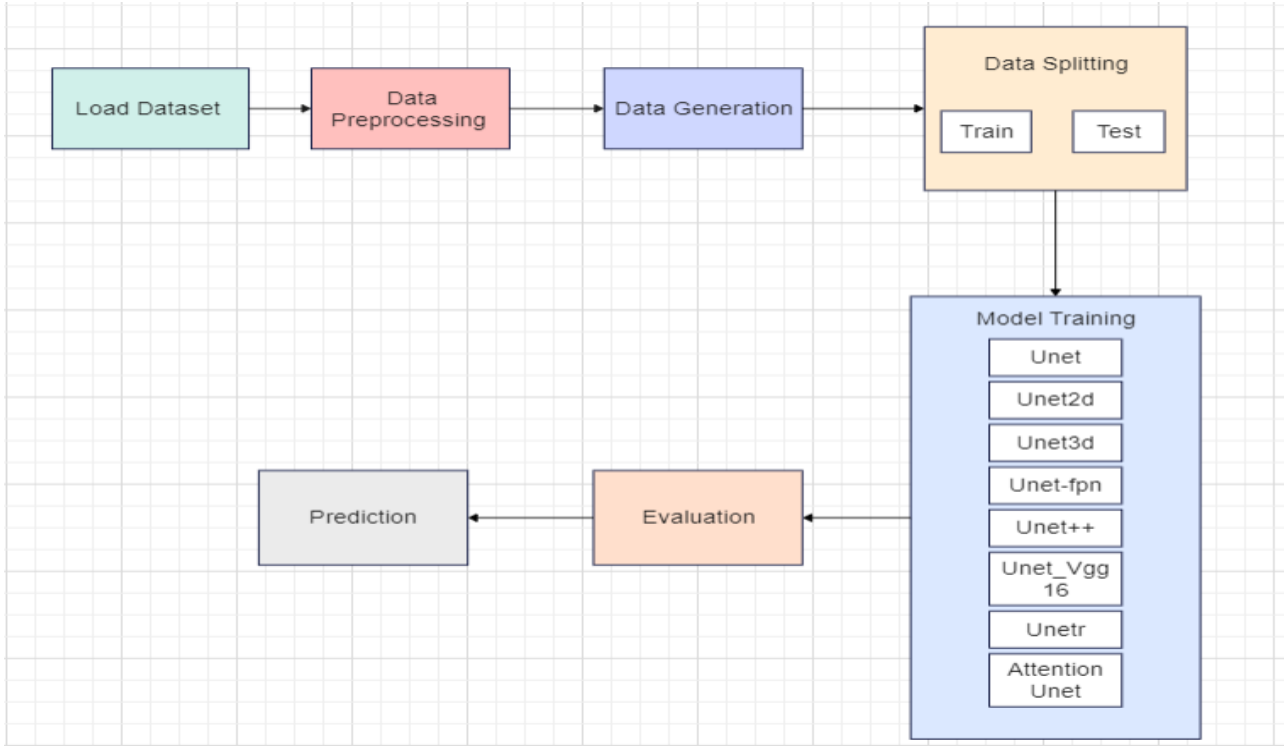 Load Dataset
Data
Preprocessing
Data Generation
Data Splitting
Train
Test
Model Training
Unet
Unet2d
Unet3d
Unet-fpn
Unet++
Unet_Vgg
16
Unetr
Attention
Unet
Evaluation
Prediction